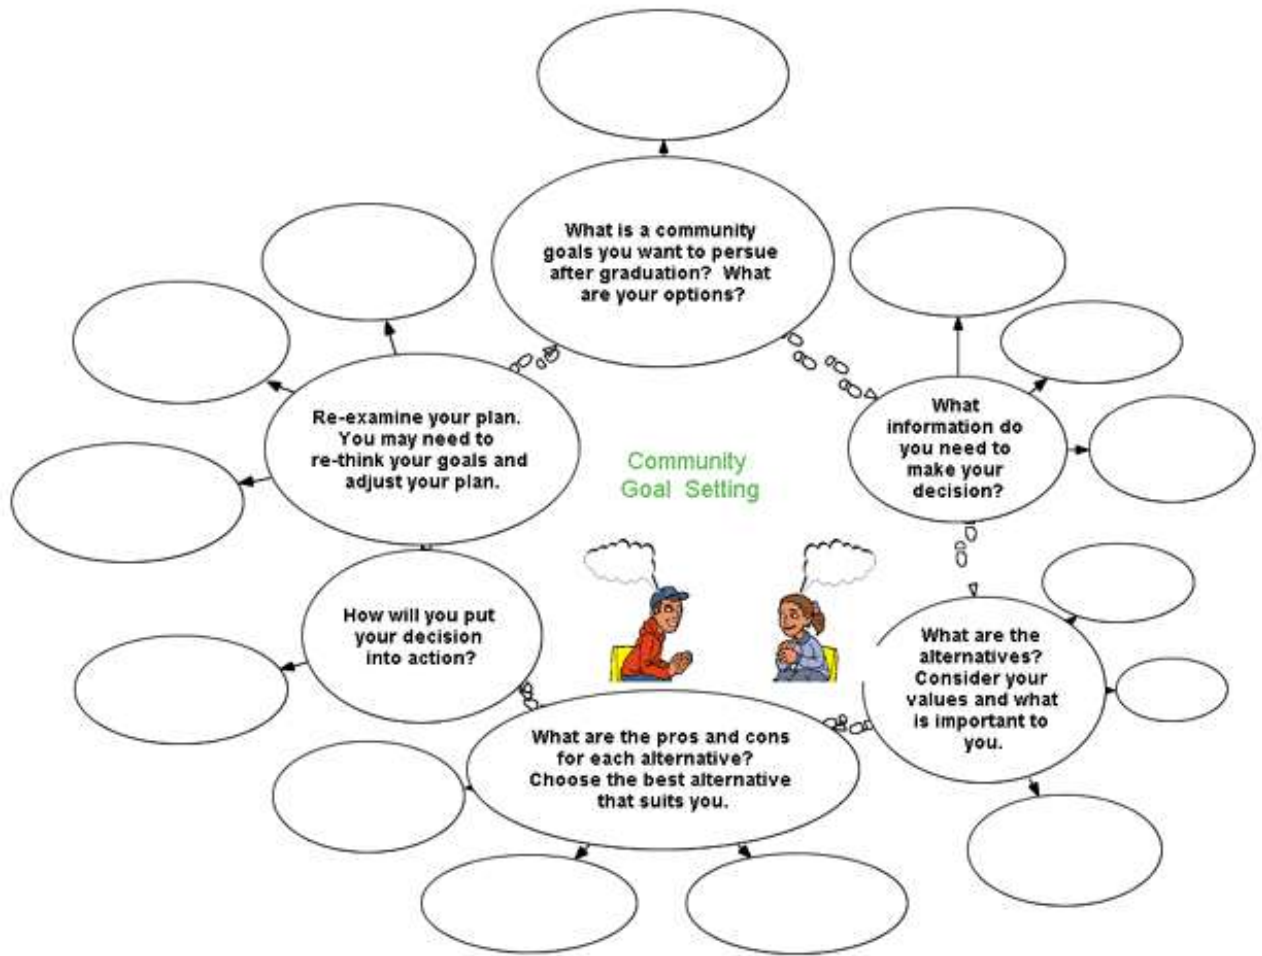 What is a community
goals you want to persue
after graduation? What
are your options?
What
information do
you need to
make your
decision?
What are the
alternatives?
Consider your
values and what
is important to
you.
What are the pros and cons
for each alternative?
Choose the best alternative
that suits you.
How will you put
your decision
into action?
Re-examine your plan.
You may need to
re-think your goals and
adjust your plan.
Community
Goal Setting